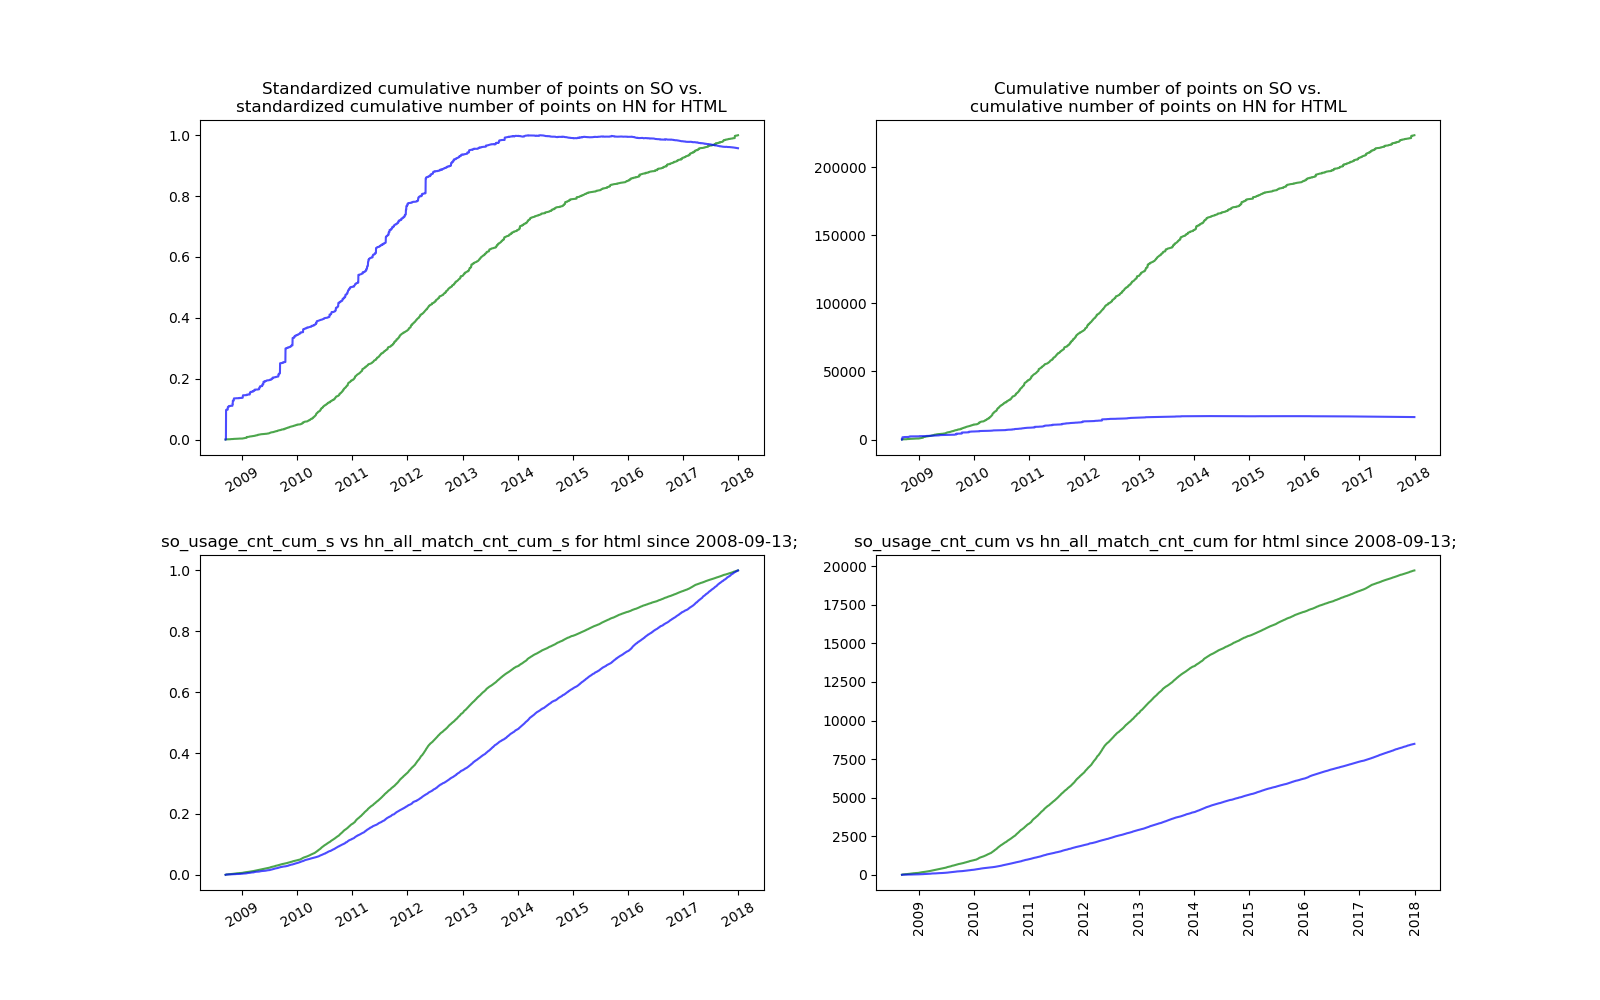 Standardized cumulative number of points on SO vs.
standardized cumulative number of points on HN for HTML
1.0
0.8
0.6
0.4
0.2
0.0
2009 2010 2011 2012 2013 2014 2015 2016 2017 2018
Cumulative number of points on SO vs.
cumulative number of points on HN for HTML
200000
150000
100000
50000
0
2009 2010 2011 2012 2013 2014 2015 2016 2017 2018
so_usage_cnt_cum_s vs hn_all_match_cnt_cum_s for html since 2008-09-13;
1.0
0.8
0.6
0.4
0.2
0.0
2009 2010 2011 2012 2013 2014 2015 2016 2017 2018
so_usage_cnt_cum vs hn_all_match_cnt_cum for html since 2008-09-13;
20000
17500
15000
12500
10000
7500
5000
2500
0
2009 2010 2011 2012 2013 2014 2015 2016 2017 2018